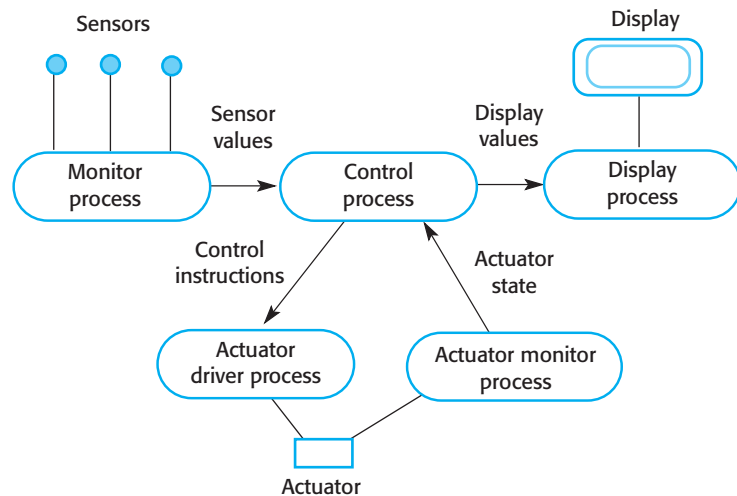 Sensors
Display
Sensor
values
Display
values
Monitor
process
Control
process
Display
process
Control
instructions
Actuator
state
Actuator
driver process
Actuator monitor
process
Actuator